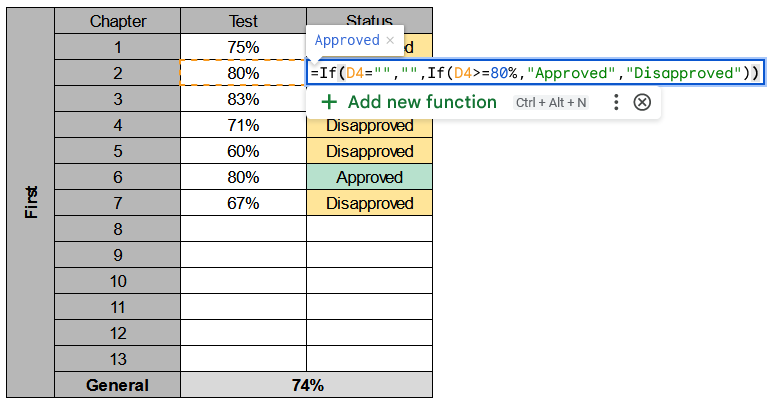 Chapter Test Status
1 75%
Approved ×
2 80% =If(D4="","",If(D4>=80%,"Approved","Disapproved"))
3 83%
Add new function Ctrl + Alt + N
4 71% Disapproved
5 60% Disapproved
6 80% Approved
7 67% Disapproved
8
9
10
11
12
13
General 74%
First